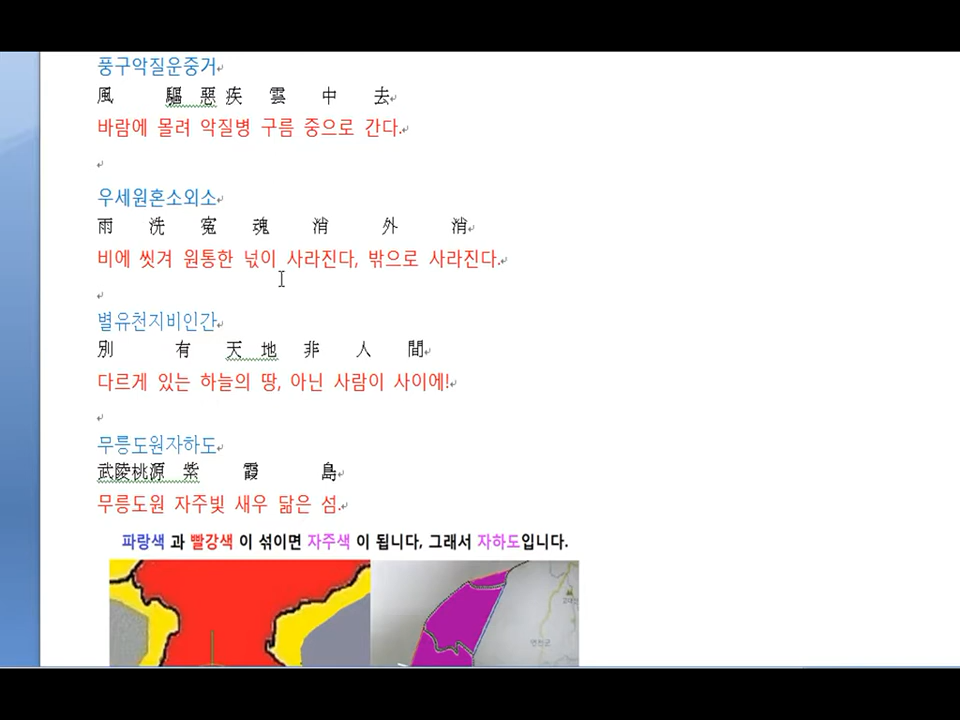 풍구악질운중거
風 驅 惡 疾 雲 中 去
바람에 몰려 악질병 구름 중으로 간다.
우세원혼소외소
雨 洗 寃 魂 消 外 消
비에 씻겨 원통한 넋이 사라진다, 밖으로 사라진다.
별유천지비인간
別 有 天 地 非 人 間
다르게 있는 하늘의 땅, 아닌 사람이 사이에!
무릉도원자하도
武陵桃源 紫 霞 島
무릉도원 자주빛 새우 닮은 섬.
파랑색 과 빨강색 이 섞이면 자주색 이 됩니다, 그래서 자하도입니다.